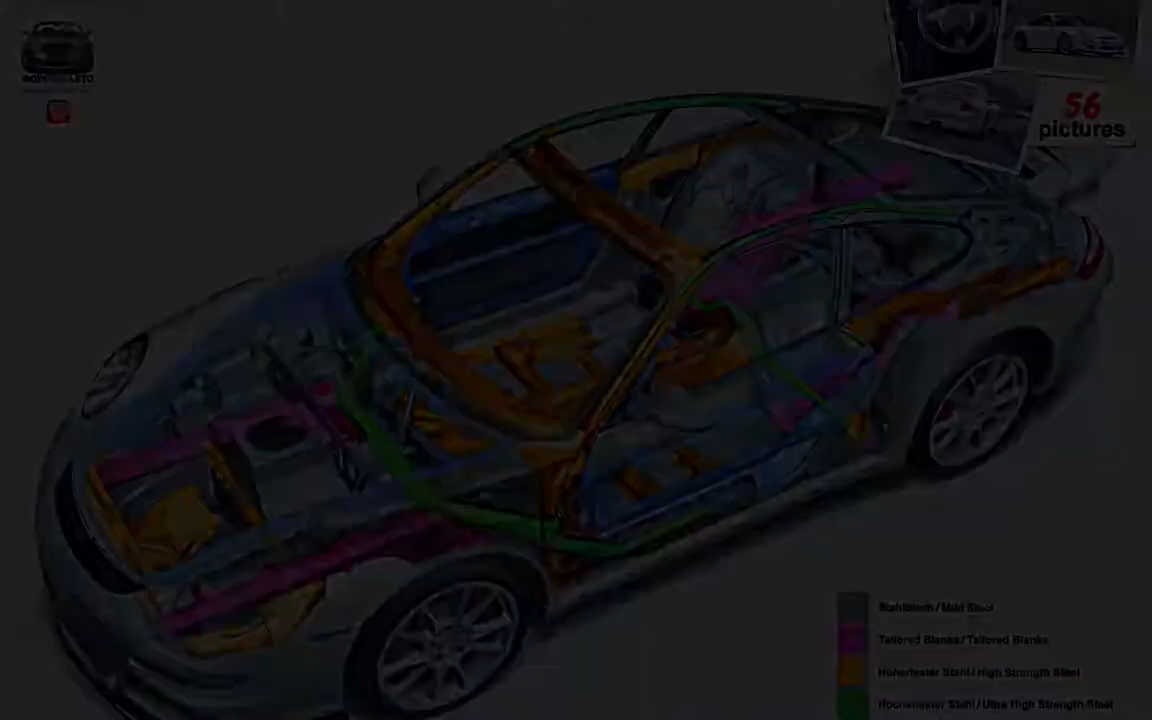 56
pictures
Stahlblech / Mild Steel
Tailored Blanks / Tailored Blanks
Höherfester Stahl / High Strength Steel
Höchstfester Stahl / Ultra High Strength Steel